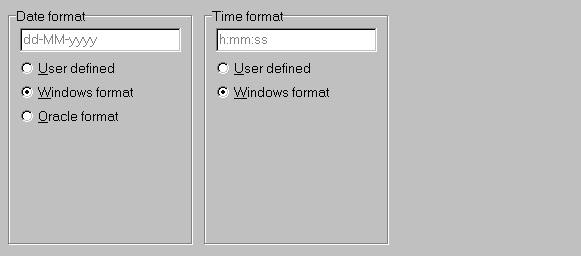 Date format
dd-MM-yyyy
User defined
Windows format
Oracle format
Time format
h:mm:ss
User defined
Windows format